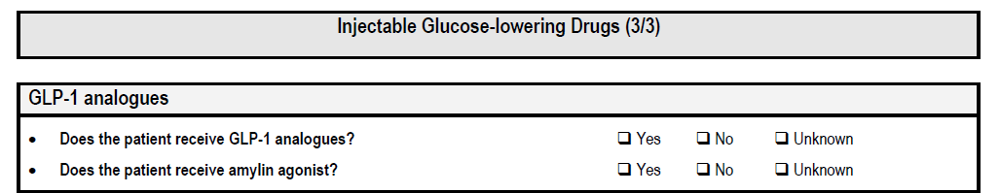 Injectable Glucose-lowering Drugs (3/3)
GLP-1 analogues
• Does the patient receive GLP-1 analogues? ❑ Yes ❑ No ❑ Unknown
• Does the patient receive amylin agonist? ❑ Yes ❑ No ❑ Unknown